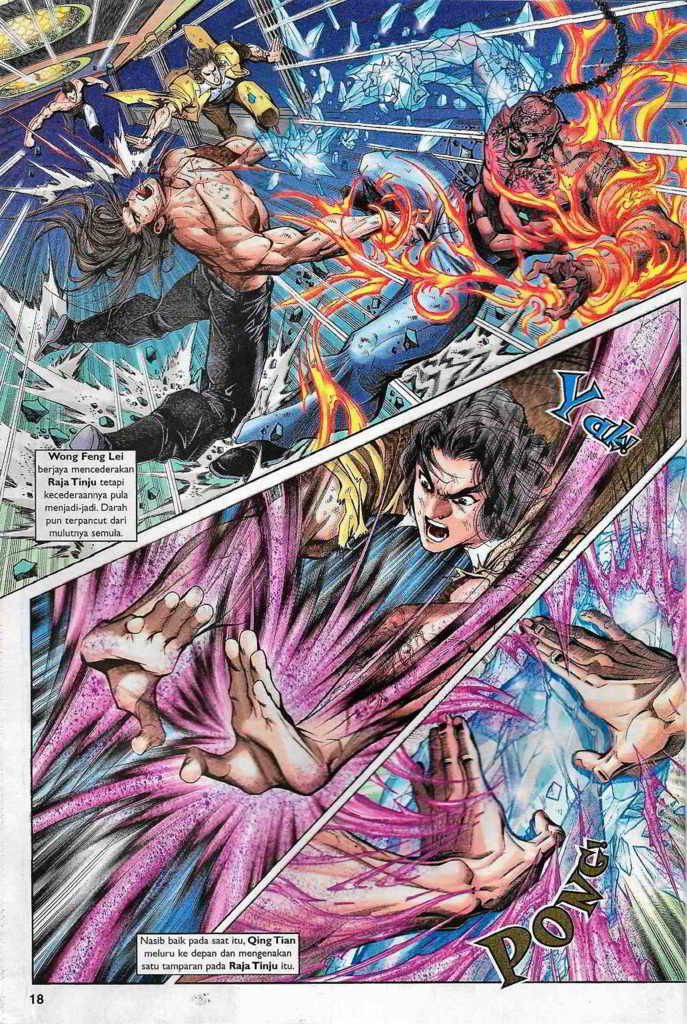 Wong Feng Lei
berjaya mencederakan
Raja Tinju tetapi
kecederaannya pula
menjadi-jadi. Darah
pun terpancut dari
mulutnya semula.
Yak!
PONG!
Nasib baik pada saat itu, Qing Tian
meluru ke depan dan mengenakan
satu tamparan pada Raja Tinju itu.
18